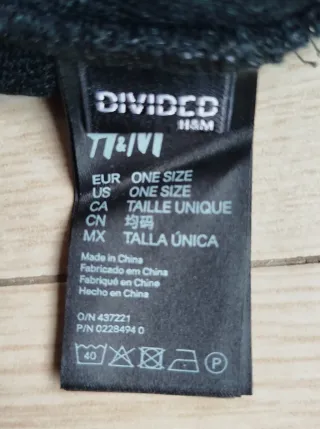 DIVIDED
H&M
H&M
EUR ONE SIZE
US ONE SIZE
CA TAILLE UNIQUE
CN 均码
MX TALLA ÚNICA
Made in China
Fabricado em China
Fabriqué en Chine
Hecho en China
O/N 437221
P/N 0228494 0
40 P